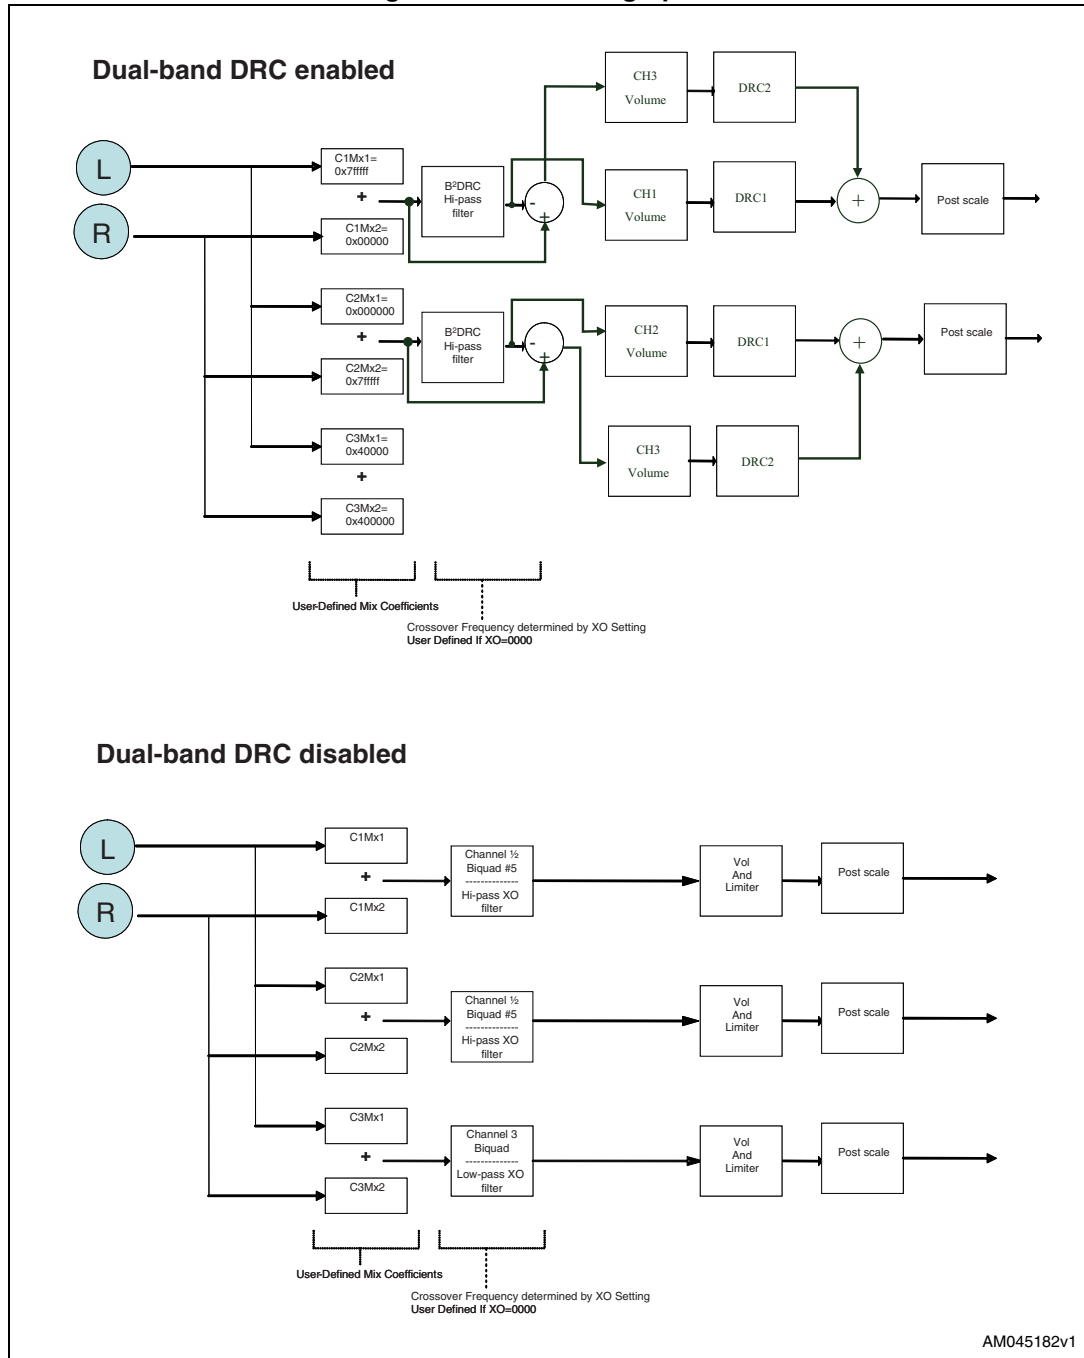 Dual-band DRC enabled
CH3
Volume
DRC2
L
C1Mx1=
0x7fffff
+
B²DRC
Hi-pass
filter
-
+
CH1
Volume
DRC1
+
Post scale
R
C1Mx2=
0x00000
C2Mx1=
0x000000
+
B²DRC
Hi-pass
filter
-
+
CH2
Volume
DRC1
+
Post scale
C2Mx2=
0x7fffff
C3Mx1=
0x40000
+
CH3
Volume
DRC2
C3Mx2=
0x400000
User-Defined Mix Coefficients
Crossover Frequency determined by XO Setting
User Defined If XO=0000
Dual-band DRC disabled
L
C1Mx1
+
Channel ½
Biquad #5
--------------
Hi-pass XO
filter
Vol
And
Limiter
Post scale
R
C1Mx2
C2Mx1
+
Channel ½
Biquad #5
--------------
Hi-pass XO
filter
Vol
And
Limiter
Post scale
C2Mx2
C3Mx1
+
Channel 3
Biquad
--------------
Low-pass XO
filter
Vol
And
Limiter
Post scale
C3Mx2
User-Defined Mix Coefficients
Crossover Frequency determined by XO Setting
User Defined If XO=0000
AM045182v1